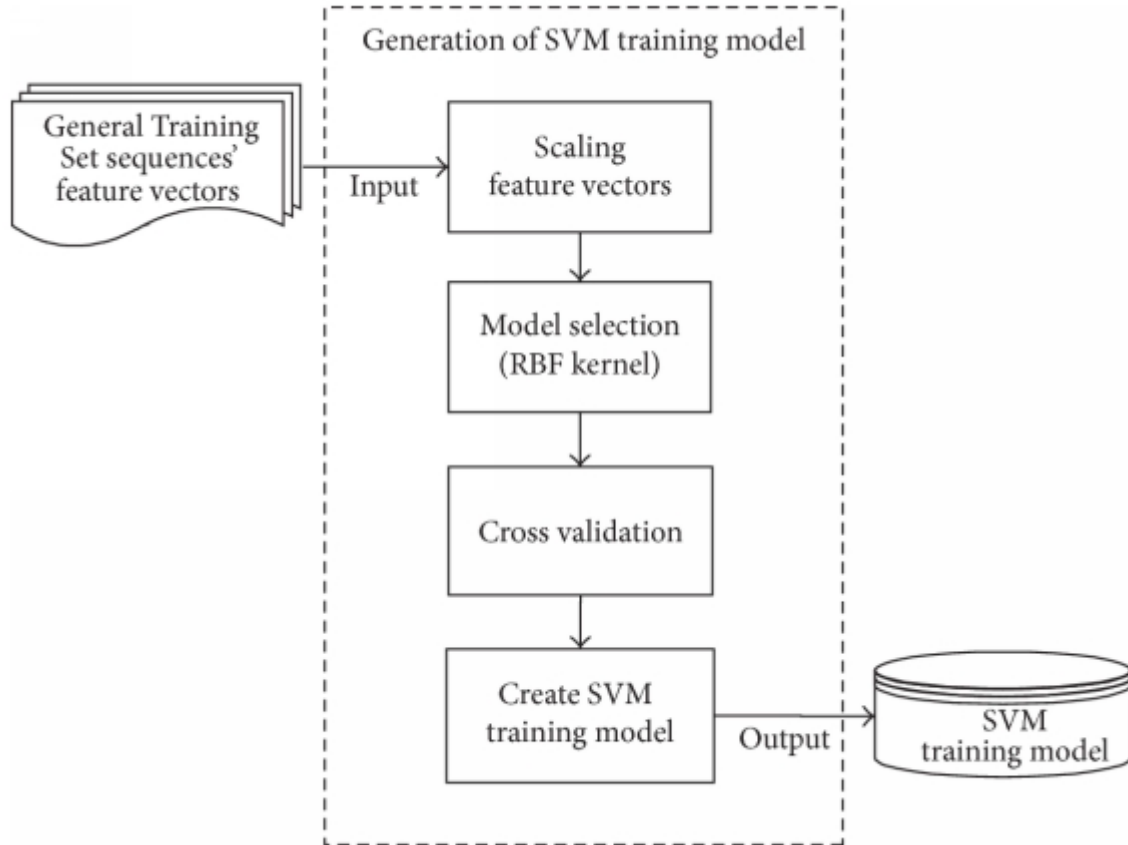 Generation of SVM training model
General Training
Set sequences'
feature vectors
Input
Scaling
feature vectors
Model selection
(RBF kernel)
Cross validation
Create SVM
training model
Output
SVM
training model